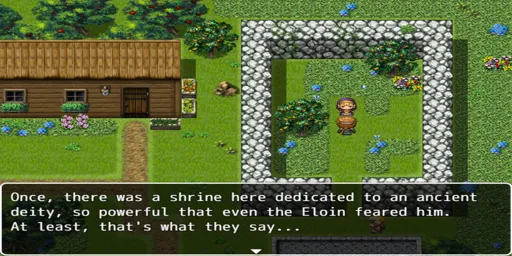 Once, there was a shrine here dedicated to an ancient
deity, so powerful that even the Eloin feared him.
At least, that's what they say...